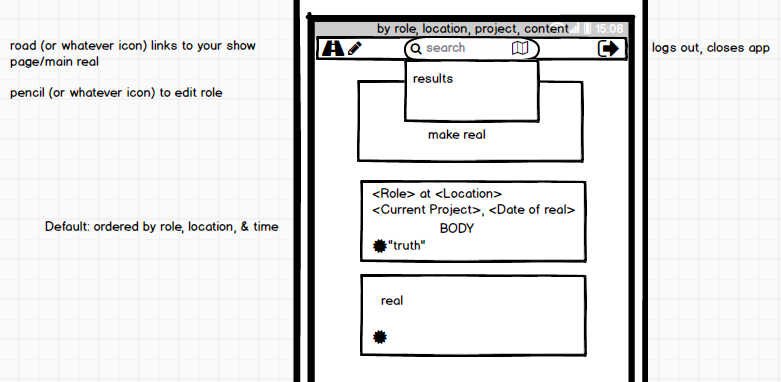 by role, location, project, content
15:08
road (or whatever icon) links to your show
page/main real
search
logs out, closes app
results
pencil (or whatever icon) to edit role
make real
<Role> at <Location>
<Current Project>, <Date of real>
Default: ordered by role, location, & time
BODY
"truth"
real